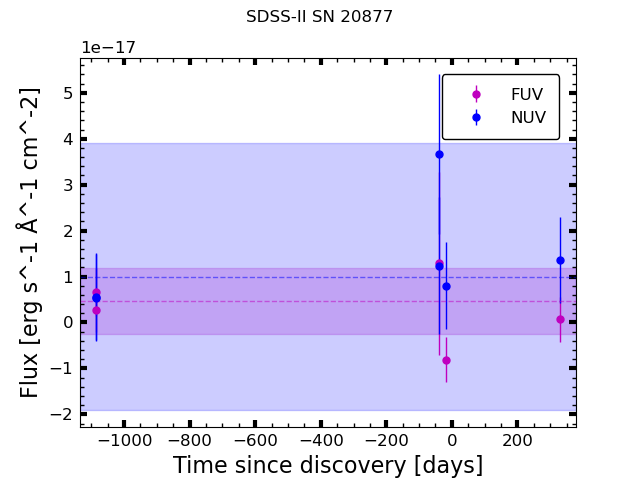 SDSS-II SN 20877
1e−17
Flux [erg s^-1 Å^-1 cm^-2]
5
4
3
2
1
0
−1
−2
FUV
NUV
−1000
−800
−600
−400
−200
0
200
Time since discovery [days]